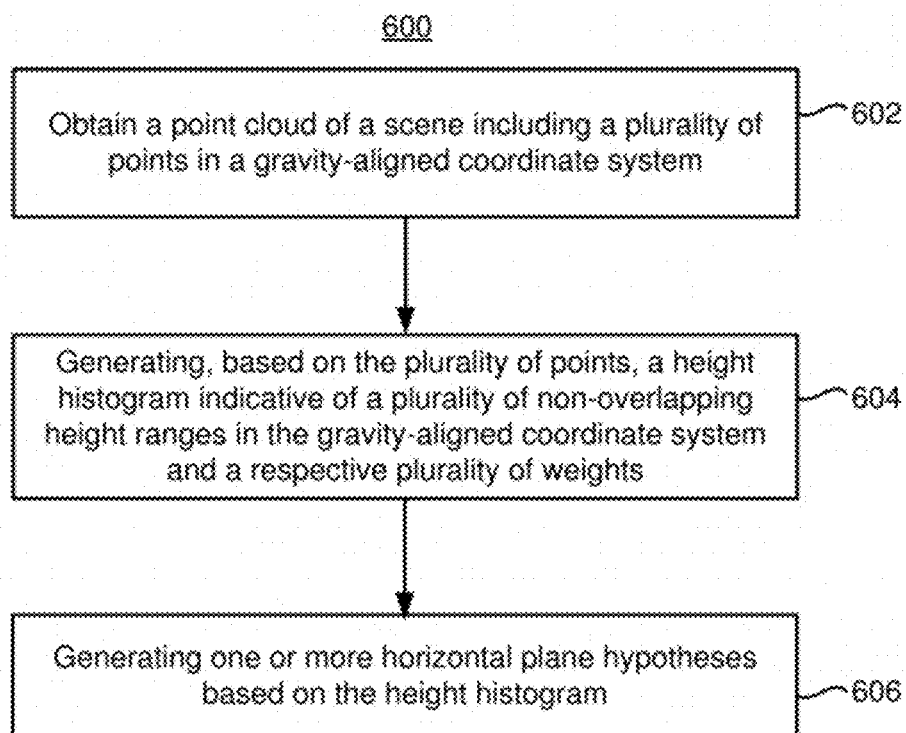 600
Obtain a point cloud of a scene including a plurality of
points in a gravity-aligned coordinate system
602
Generating, based on the plurality of points, a height
histogram indicative of a plurality of non-overlapping
height ranges in the gravity-aligned coordinate system
and a respective plurality of weights
604
Generating one or more horizontal plane hypotheses
based on the height histogram
606